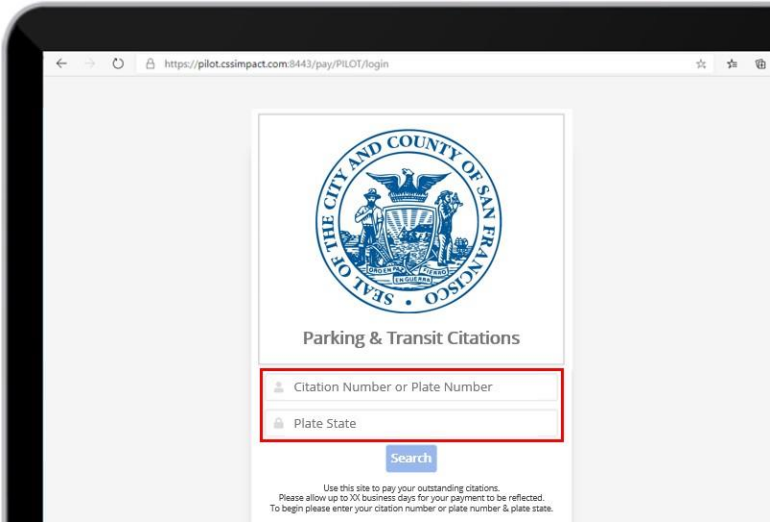 https://pilot.cssimpact.com:8443/pay/PILOT/login
SEAL OF THE CITY AND COUNTY OF SAN FRANCISCO
ORO EN PAZ
FIERRO
EN GUERRA
Parking & Transit Citations
Citation Number or Plate Number
Plate State
Search
Use this site to pay your outstanding citations.
Please allow up to XX business days for your payment to be reflected.
To begin please enter your citation number or plate number & plate state.